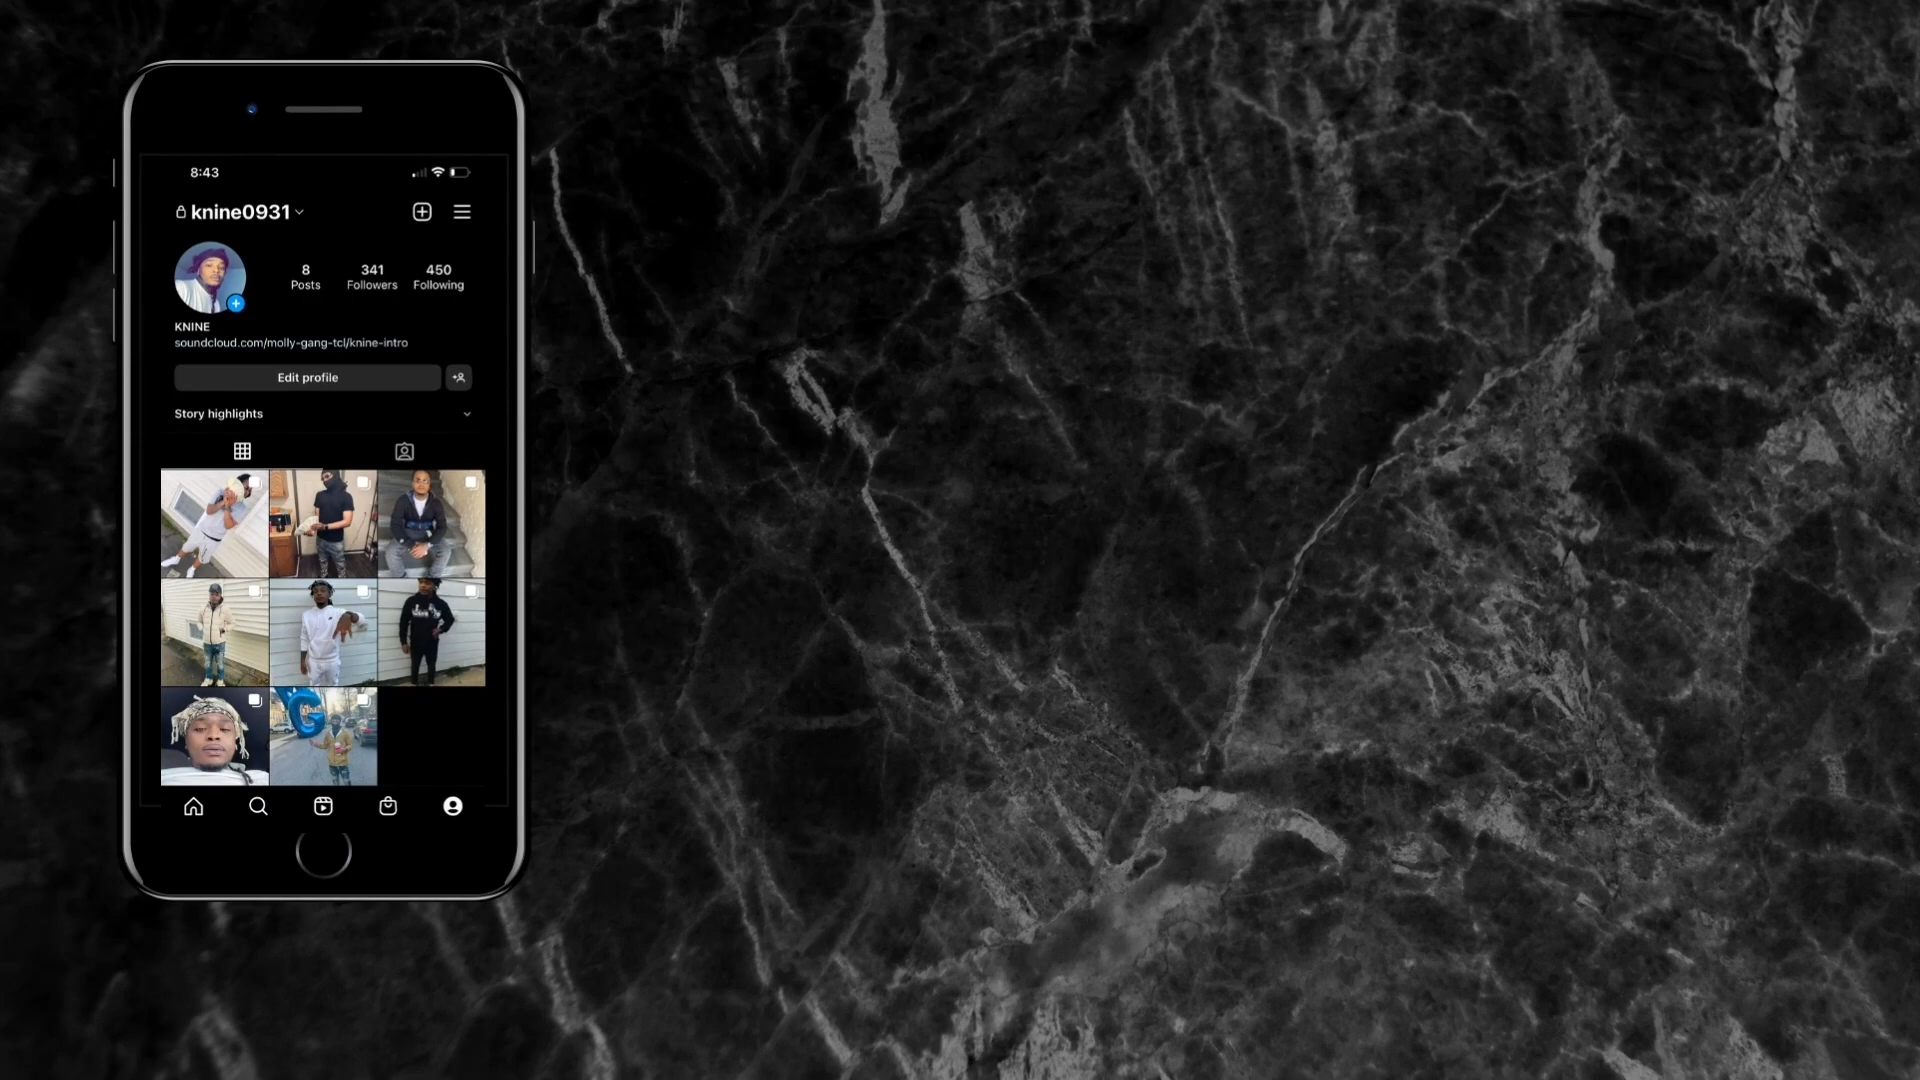 8:43
knine0931
8 341 450
Posts Followers Following
KNINE
soundcloud.com/molly-gang-tcl/knine-intro
Edit profile
Story highlights
G